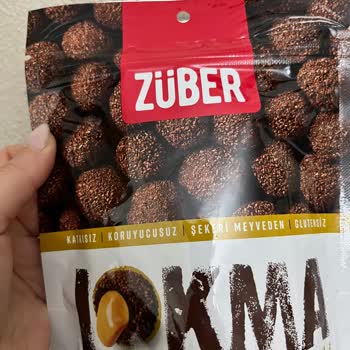 ZÜBER
KATKISIZ | KORUYUCUSUZ | ŞEKERİ MEYVEDEN | GLUTENSİZ
LOKMA